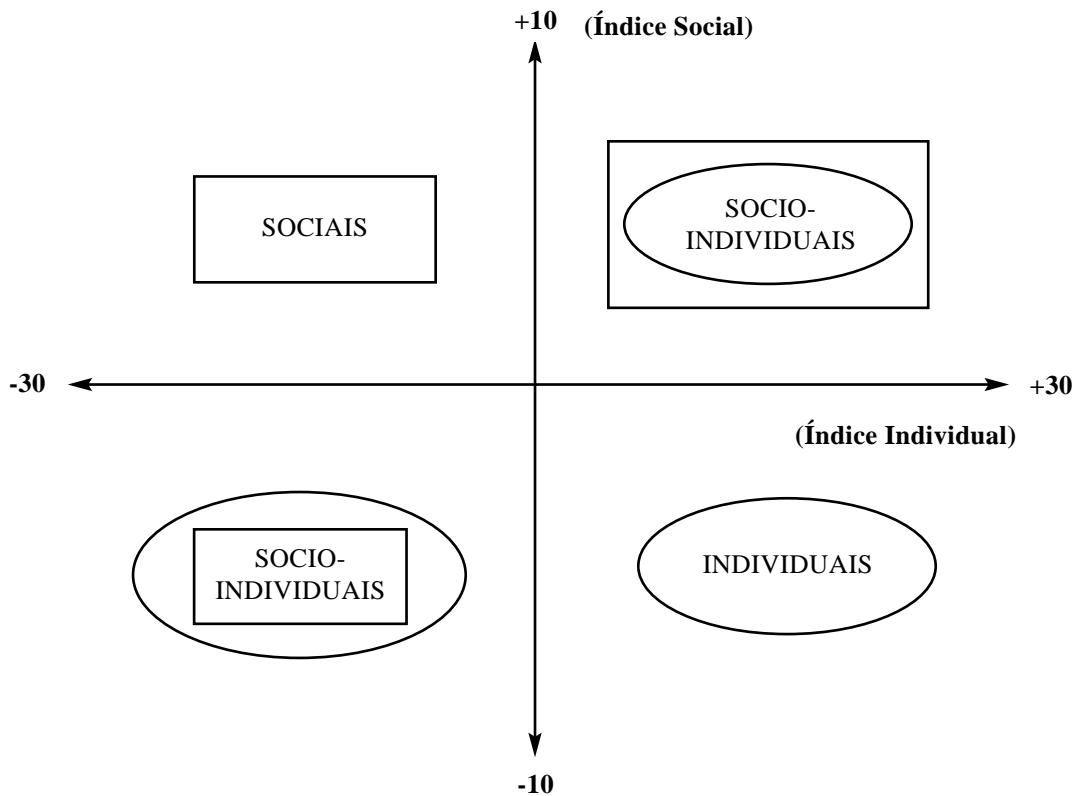 +10 (Índice Social)
SOCIAIS
SOCIO-
INDIVIDUAIS
-30
+30
(Índice Individual)
SOCIO-
INDIVIDUAIS
INDIVIDUAIS
-10